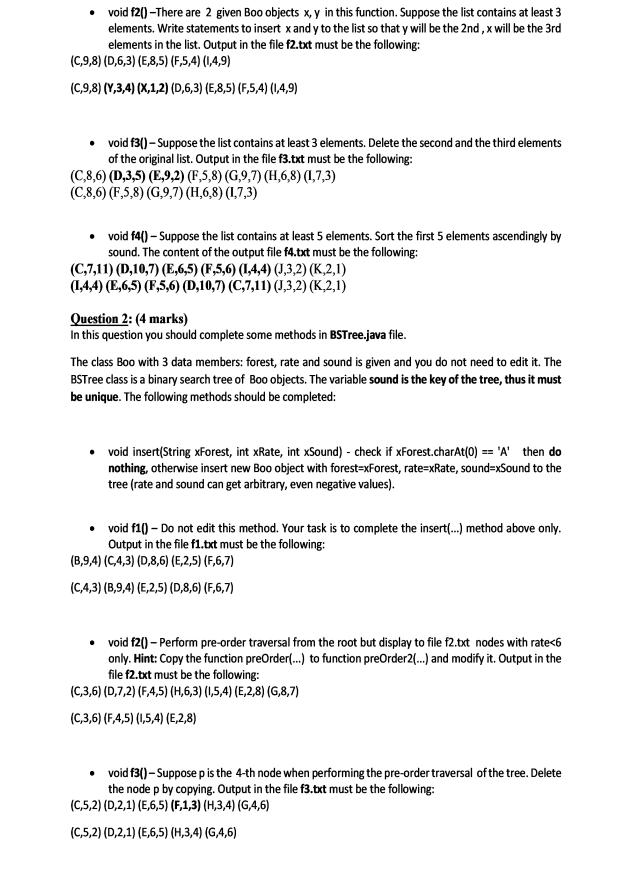 • void f2() –There are 2 given Boo objects x, y in this function. Suppose the list contains at least 3
elements. Write statements to insert x and y to the list so that y will be the 2nd , x will be the 3rd
elements in the list. Output in the file f2.txt must be the following:
(C,9,8) (D,6,3) (E,8,5) (F,5,4) (I,4,9)
(C,9,8) (Y,3,4) (X,1,2) (D,6,3) (E,8,5) (F,5,4) (I,4,9)
• void f3() – Suppose the list contains at least 3 elements. Delete the second and the third elements
of the original list. Output in the file f3.txt must be the following:
(C,8,6) (D,3,5) (E,9,2) (F,5,8) (G,9,7) (H,6,8) (I,7,3)
(C,8,6) (F,5,8) (G,9,7) (H,6,8) (I,7,3)
• void f4() – Suppose the list contains at least 5 elements. Sort the first 5 elements ascendingly by
sound. The content of the output file f4.txt must be the following:
(C,7,11) (D,10,7) (E,6,5) (F,5,6) (I,4,4) (J,3,2) (K,2,1)
(I,4,4) (E,6,5) (F,5,6) (D,10,7) (C,7,11) (J,3,2) (K,2,1)
Question 2: (4 marks)
In this question you should complete some methods in BSTree.java file.
The class Boo with 3 data members: forest, rate and sound is given and you do not need to edit it. The
BSTree class is a binary search tree of Boo objects. The variable sound is the key of the tree, thus it must
be unique. The following methods should be completed:
• void insert(String xForest, int xRate, int xSound) - check if xForest.charAt(0) == 'A' then do
nothing, otherwise insert new Boo object with forest=xForest, rate=xRate, sound=xSound to the
tree (rate and sound can get arbitrary, even negative values).
• void f1() – Do not edit this method. Your task is to complete the insert(...) method above only.
Output in the file f1.txt must be the following:
(B,9,4) (C,4,3) (D,8,6) (E,2,5) (F,6,7)
(C,4,3) (B,9,4) (E,2,5) (D,8,6) (F,6,7)
• void f2() – Perform pre-order traversal from the root but display to file f2.txt nodes with rate<6
only. Hint: Copy the function preOrder(...) to function preOrder2(...) and modify it. Output in the
file f2.txt must be the following:
(C,3,6) (D,7,2) (F,4,5) (H,6,3) (I,5,4) (E,2,8) (G,8,7)
(C,3,6) (F,4,5) (I,5,4) (E,2,8)
• void f3() – Suppose p is the 4-th node when performing the pre-order traversal of the tree. Delete
the node p by copying. Output in the file f3.txt must be the following:
(C,5,2) (D,2,1) (E,6,5) (F,1,3) (H,3,4) (G,4,6)
(C,5,2) (D,2,1) (E,6,5) (H,3,4) (G,4,6)